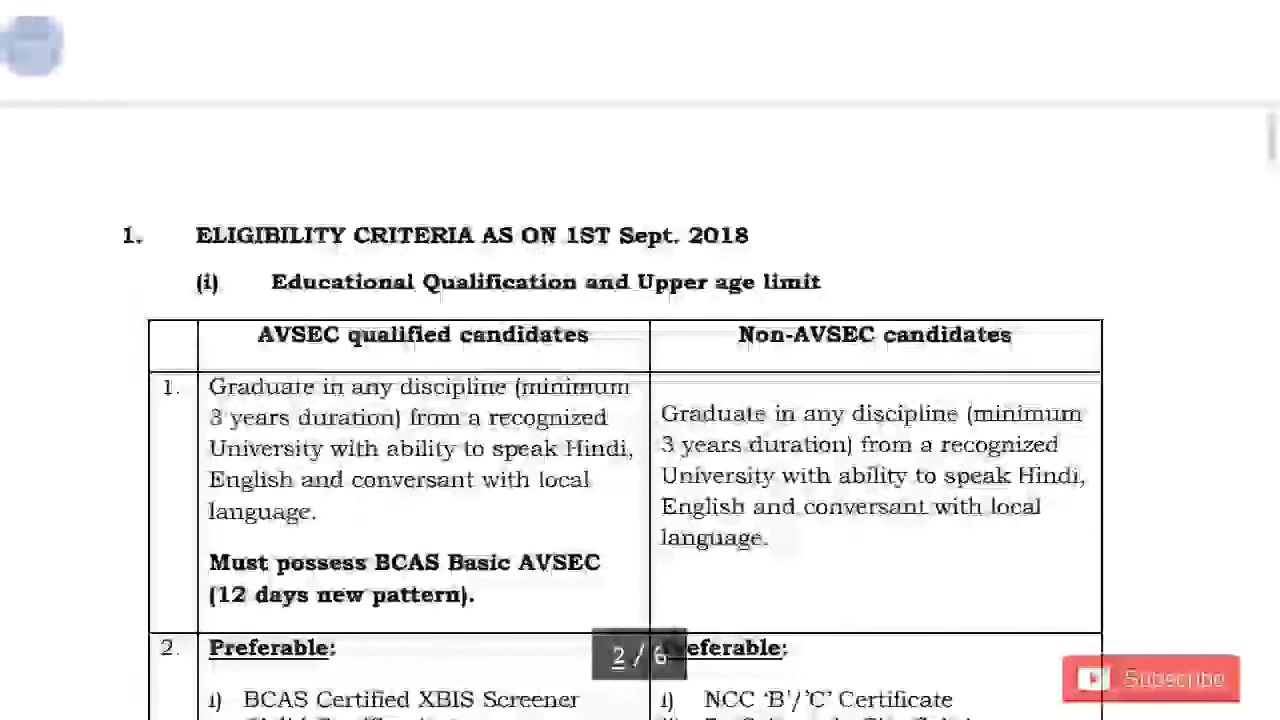 1. ELIGIBILITY CRITERIA AS ON 1ST Sept. 2018
(i) Educational Qualification and Upper age limit
AVSEC qualified candidates
Non-AVSEC candidates
1. Graduate in any discipline (minimum
3 years duration) from a recognized
University with ability to speak Hindi,
English and conversant with local
language.
Must possess BCAS Basic AVSEC
(12 days new pattern).
Graduate in any discipline (minimum
3 years duration) from a recognized
University with ability to speak Hindi,
English and conversant with local
language.
2. Preferable:
i) BCAS Certified XBIS Screener
eferable:
i) NCC 'B'/'C' Certificate
2 / 6
Subscribe